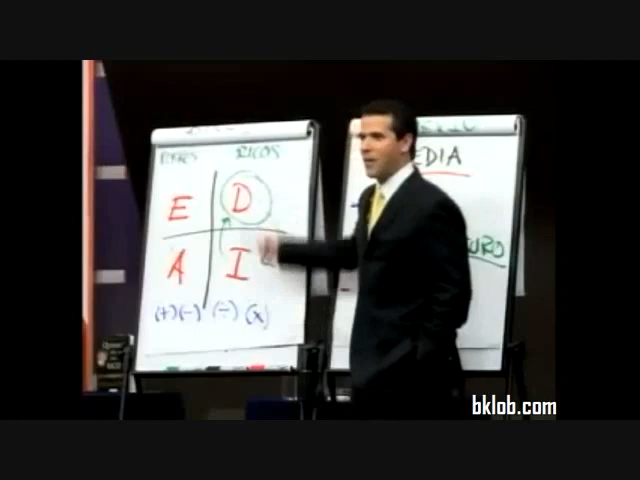 POBRES RICOS
E D
A I
(+)(-) (÷) (x)
EDIA
URO
bklob.com